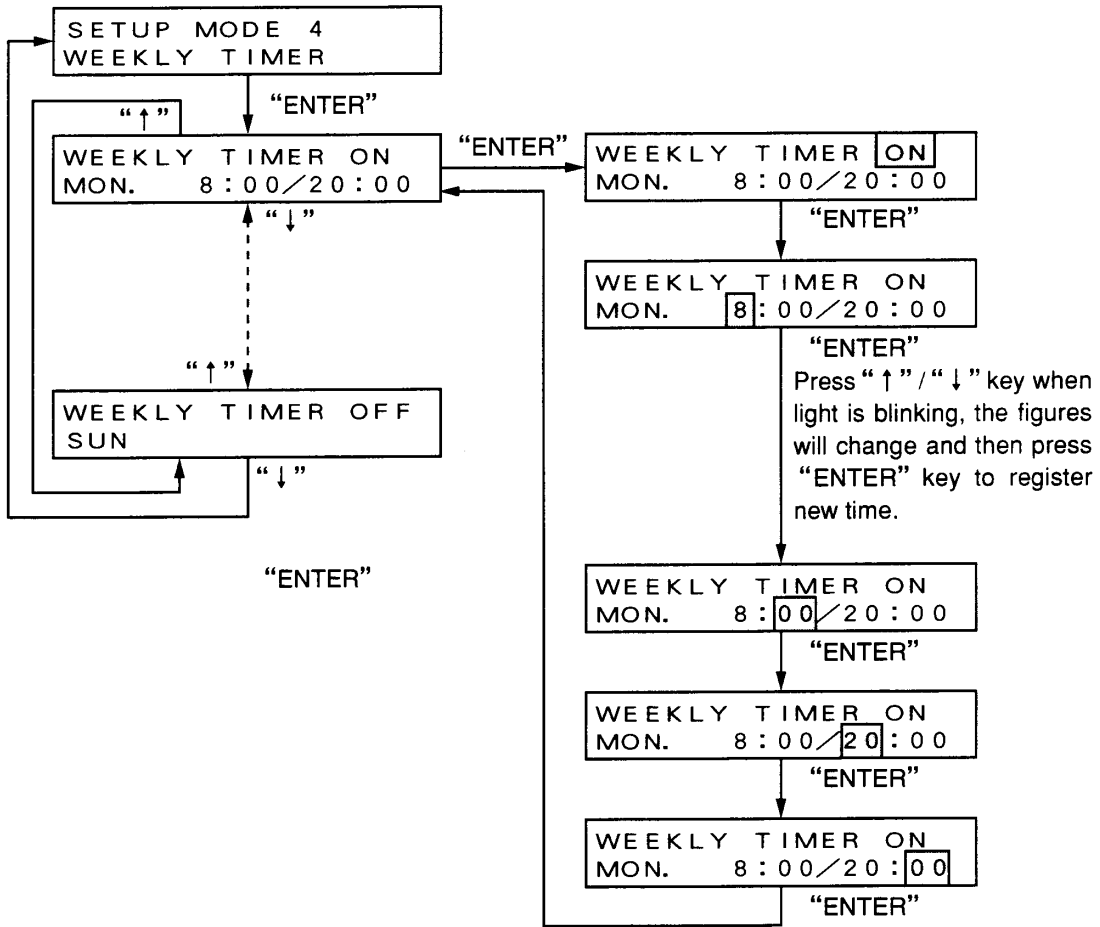 SETUP MODE 4
WEEKLY TIMER
“ENTER”
“↑”
WEEKLY TIMER ON
MON. 8:00/20:00
“↓”
“↑”
WEEKLY TIMER OFF
SUN
“↓”
“ENTER”
“ENTER”
WEEKLY TIMER ON
MON. 8:00/20:00
“ENTER”
WEEKLY TIMER ON
MON. 8:00/20:00
“ENTER”
Press “↑”/“↓” key when
light is blinking, the figures
will change and then press
“ENTER” key to register
new time.
WEEKLY TIMER ON
MON. 8:00/20:00
“ENTER”
WEEKLY TIMER ON
MON. 8:00/20:00
“ENTER”
WEEKLY TIMER ON
MON. 8:00/20:00
“ENTER”